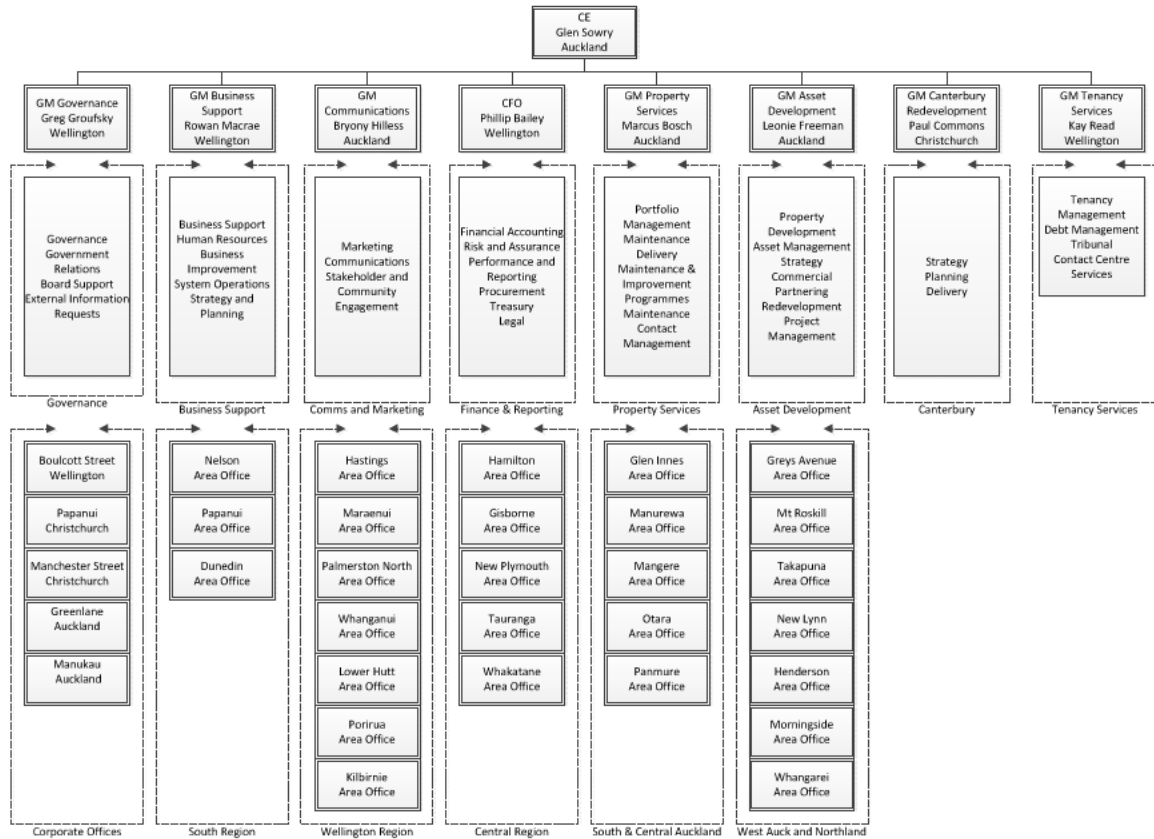 CE
Glen Sowry
Auckland
GM Governance
Greg Groufsky
Wellington
GM Business
Support
Rowan Macrae
Wellington
GM
Communications
Bryony Hilless
Auckland
CFO
Phillip Bailey
Wellington
GM Property
Services
Marcus Bosch
Auckland
GM Asset
Development
Leonie Freeman
Auckland
GM Canterbury
Redevelopment
Paul Commons
Christchurch
GM Tenancy
Services
Kay Read
Wellington
Governance
Government
Relations
Board Support
External Information
Requests
Governance
Business Support
Human Resources
Business
Improvement
System Operations
Strategy and
Planning
Business Support
Marketing
Communications
Stakeholder and
Community
Engagement
Comms and Marketing
Financial Accounting
Risk and Assurance
Performance and
Reporting
Procurement
Treasury
Legal
Finance & Reporting
Portfolio
Management
Maintenance
Delivery
Maintenance &
Improvement
Programmes
Maintenance
Contact
Management
Property Services
Property
Development
Asset Management
Strategy
Commercial
Partnering
Redevelopment
Project
Management
Asset Development
Strategy
Planning
Delivery
Canterbury
Tenancy
Management
Debt Management
Tribunal
Contact Centre
Services
Tenancy Services
Boulcott Street
Wellington
Papanui
Christchurch
Manchester Street
Christchurch
Greenlane
Auckland
Manukau
Auckland
Corporate Offices
Nelson
Area Office
Papanui
Area Office
Dunedin
Area Office
South Region
Hastings
Area Office
Maraenui
Area Office
Palmerston North
Area Office
Whanganui
Area Office
Lower Hutt
Area Office
Porirua
Area Office
Kilbirnie
Area Office
Wellington Region
Hamilton
Area Office
Gisborne
Area Office
New Plymouth
Area Office
Tauranga
Area Office
Whakatane
Area Office
Central Region
Glen Innes
Area Office
Manurewa
Area Office
Mangere
Area Office
Otara
Area Office
Panmure
Area Office
South & Central Auckland
Greys Avenue
Area Office
Mt Roskill
Area Office
Takapuna
Area Office
New Lynn
Area Office
Henderson
Area Office
Morningside
Area Office
Whangarei
Area Office
West Auck and Northland